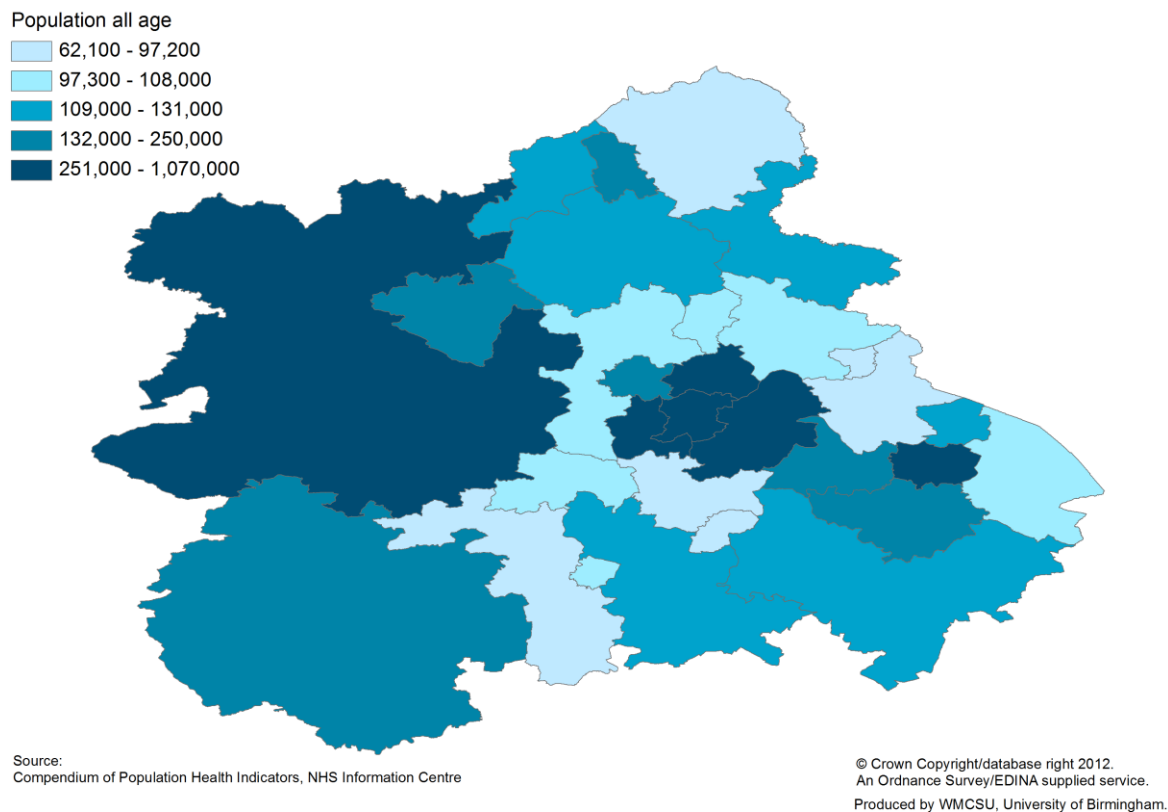 Population all age
62,100 - 97,200
97,300 - 108,000
109,000 - 131,000
132,000 - 250,000
251,000 - 1,070,000
Source:
Compendium of Population Health Indicators, NHS Information Centre
© Crown Copyright/database right 2012.
An Ordnance Survey/EDINA supplied service.
Produced by WMCSU, University of Birmingham.